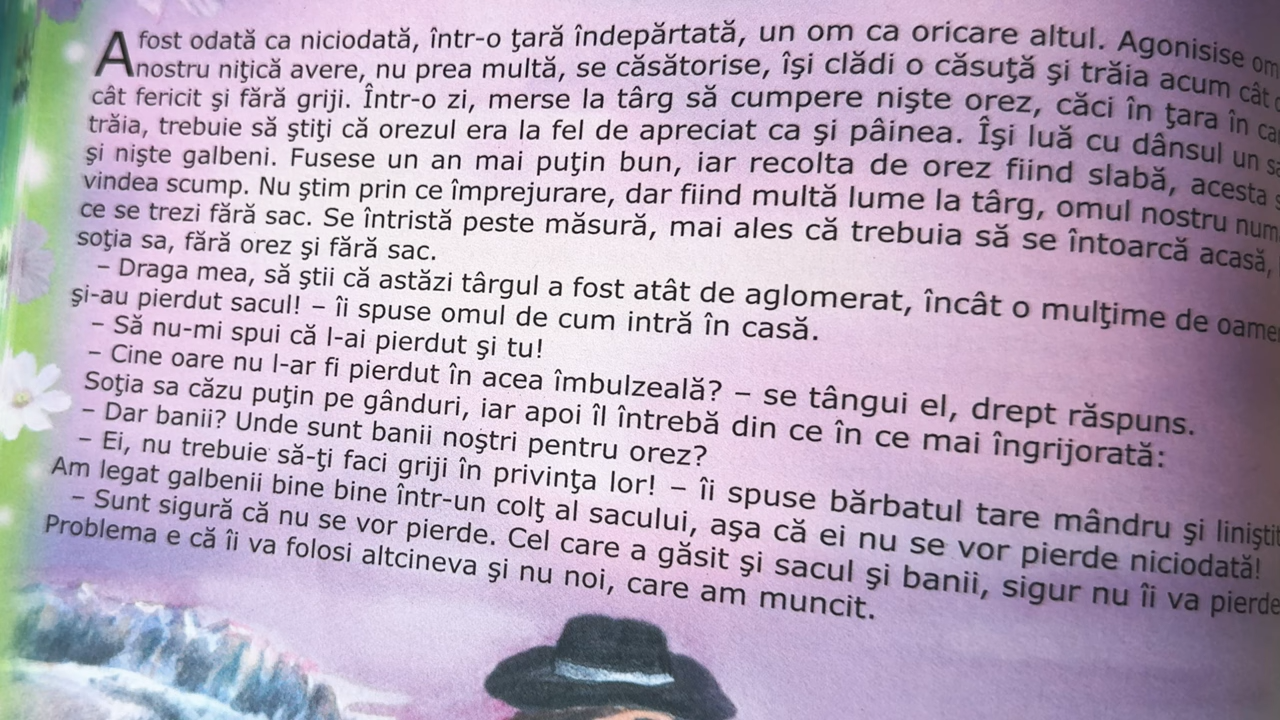 A fost odată ca niciodată, într-o ţară îndepărtată, un om ca oricare altul. Agonisise
nostru niţică avere, nu prea multă, se căsătorise, îşi clădi o căsuţă şi trăia acum cât
cât fericit şi fără griji. Într-o zi, merse la târg să cumpere nişte orez, căci în ţara în
trăia, trebuie să ştiţi că orezul era la fel de apreciat ca şi pâinea. Îşi luă cu dânsul un
şi nişte galbeni. Fusese un an mai puţin bun, iar recolta de orez fiind slabă, acesta
vindea scump. Nu ştim prin ce împrejurare, dar fiind multă lume la târg, omul nostru
ce se trezi fără sac. Se întristă peste măsură, mai ales că trebuia să se întoarcă acasă,
soţia sa, fără orez şi fără sac.
– Draga mea, să ştii că astăzi târgul a fost atât de aglomerat, încât o mulţime de
şi-au pierdut sacul! – îi spuse omul de cum intră în casă.
– Să nu-mi spui că l-ai pierdut şi tu!
– Cine oare nu l-ar fi pierdut în acea îmbulzeală? – se tângui el, drept răspuns.
Soţia sa căzu puţin pe gânduri, iar apoi îl întrebă din ce în ce mai îngrijorată:
– Dar banii? Unde sunt banii noştri pentru orez?
– Ei, nu trebuie să-ţi faci griji în privinţa lor! – îi spuse bărbatul tare mândru şi
Am legat galbenii bine bine într-un colţ al sacului, aşa că ei nu se vor pierde niciodată!
– Sunt sigură că nu se vor pierde. Cel care a găsit şi sacul şi banii, sigur nu îi va
Problema e că îi va folosi altcineva şi nu noi, care am muncit.